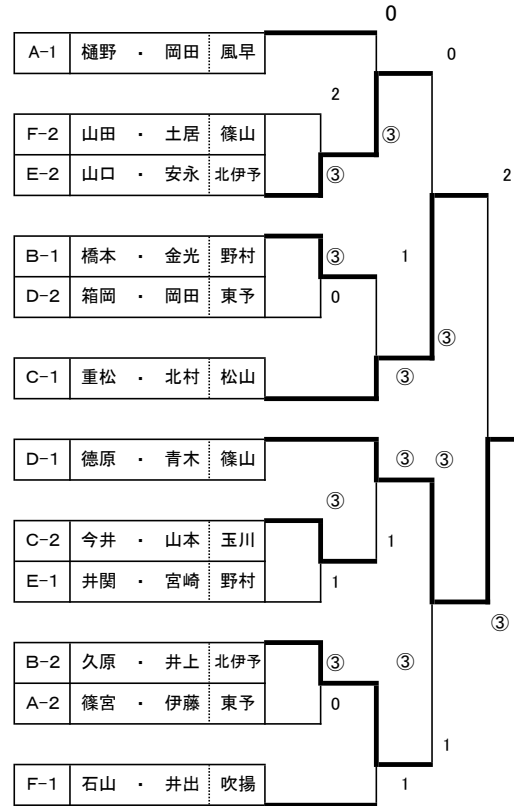 0
A-1 樋野 ・ 岡田 風早
0
2
F-2 山田 ・ 土居 篠山
③
E-2 山口 ・ 安永 北伊予
③
2
B-1 橋本 ・ 金光 野村
③
1
D-2 箱岡 ・ 岡田 東予
0
③
C-1 重松 ・ 北村 松山
③
D-1 德原 ・ 青木 篠山
③ ③
③
C-2 今井 ・ 山本 玉川
1
E-1 井関 ・ 宮崎 野村
1
③
B-2 久原 ・ 井上 北伊予
③ ③
A-2 篠宮 ・ 伊藤 東予
0
1
F-1 石山 ・ 井出 吹揚
1